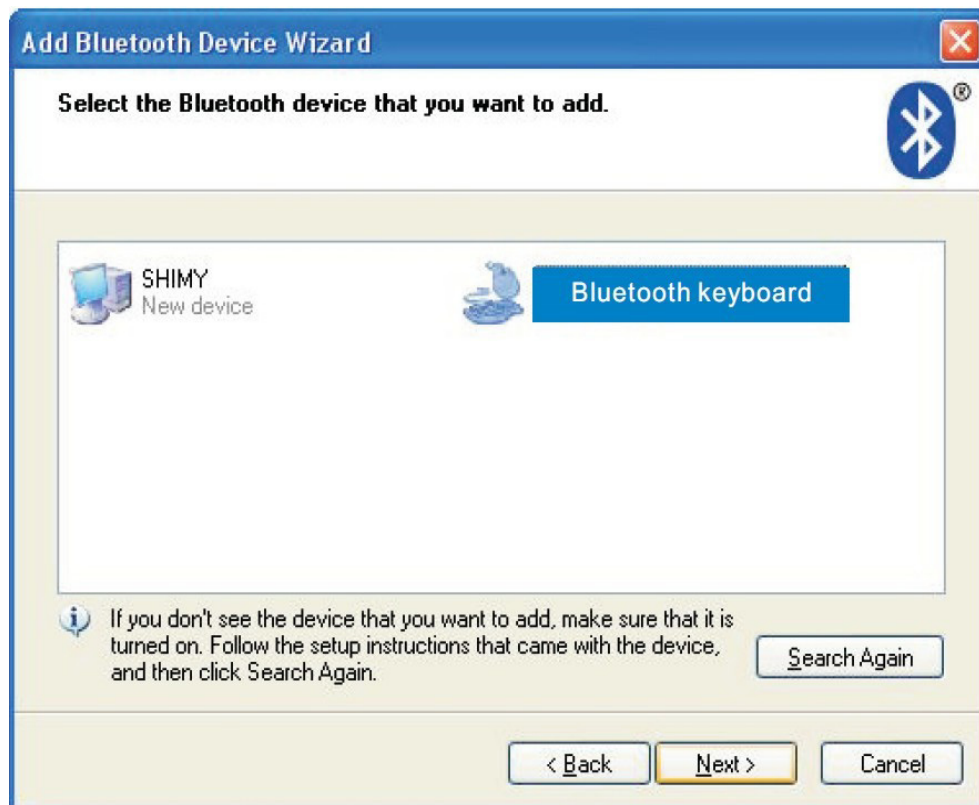 Add Bluetooth Device Wizard
Select the Bluetooth device that you want to add.
®
SHIMY
New device
Bluetooth keyboard
If you don't see the device that you want to add, make sure that it is
turned on. Follow the setup instructions that came with the device,
and then click Search Again.
Search Again
< Back
Next >
Cancel